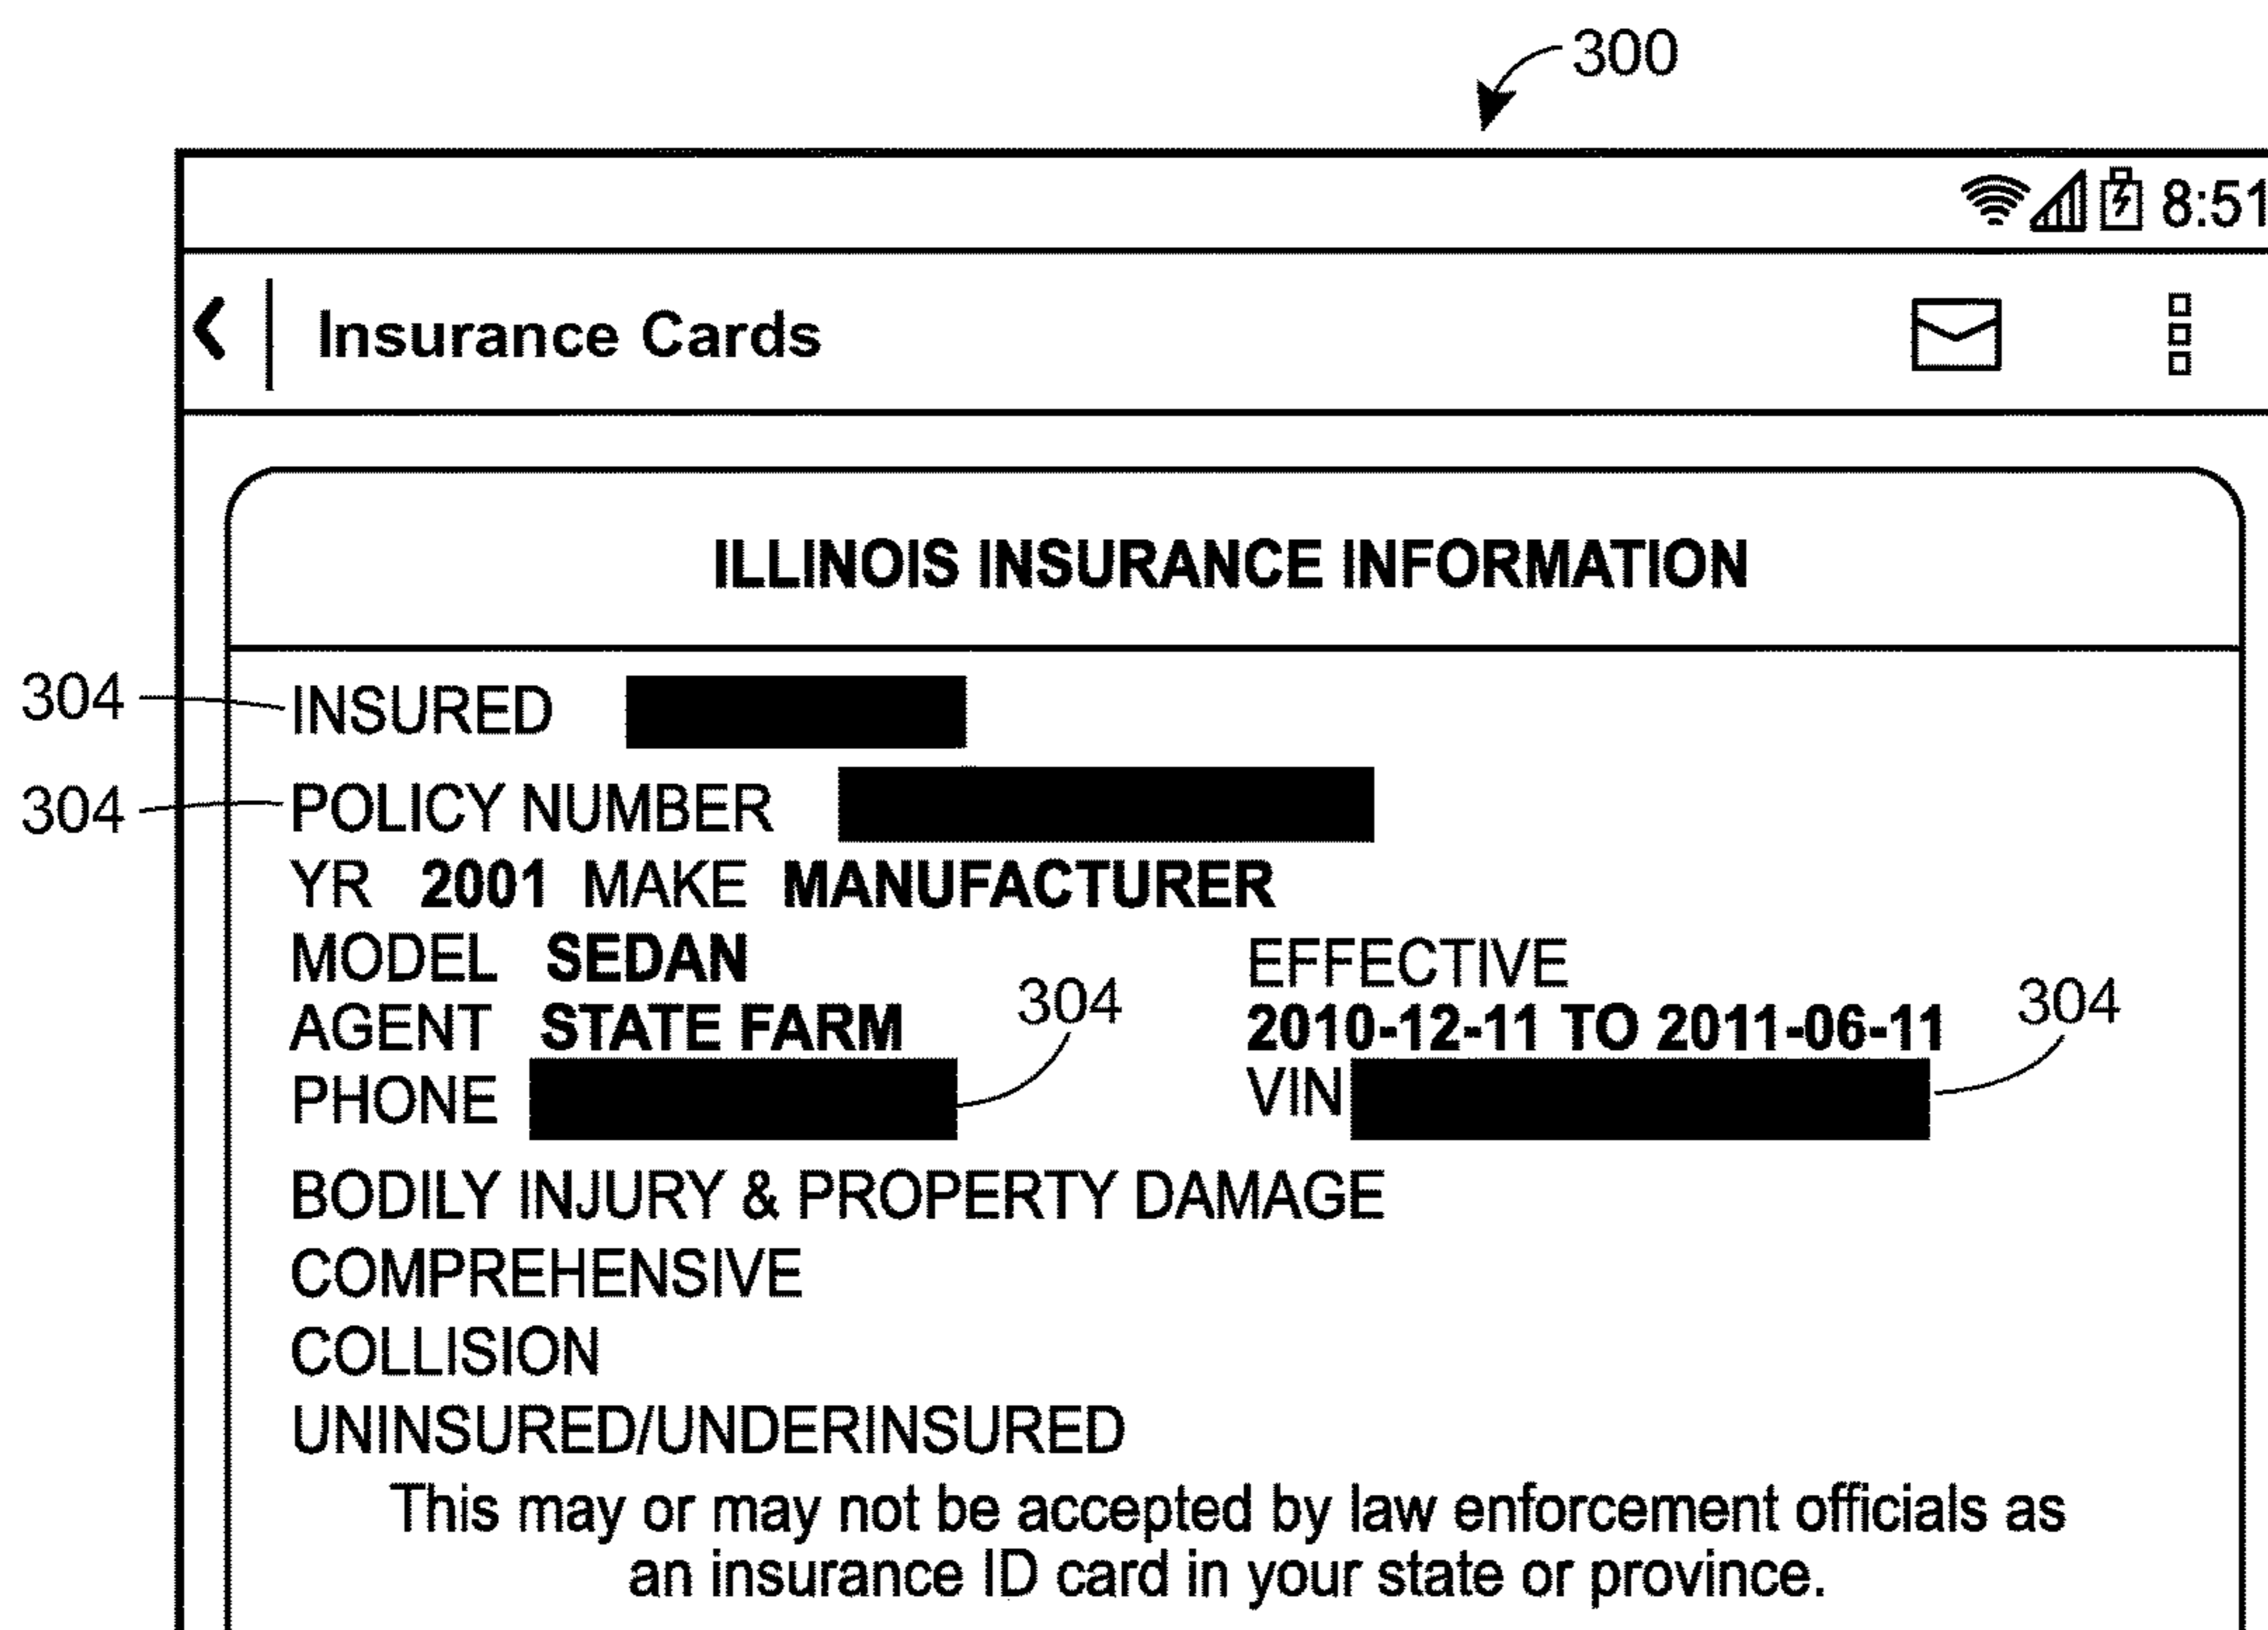 300
8:51
Insurance Cards
ILLINOIS INSURANCE INFORMATION
304 INSURED
304 POLICY NUMBER
YR 2001 MAKE MANUFACTURER
MODEL SEDAN
EFFECTIVE
AGENT STATE FARM 304
2010-12-11 TO 2011-06-11 304
PHONE
VIN
BODILY INJURY & PROPERTY DAMAGE
COMPREHENSIVE
COLLISION
UNINSURED/UNDERINSURED
This may or may not be accepted by law enforcement officials as
an insurance ID card in your state or province.